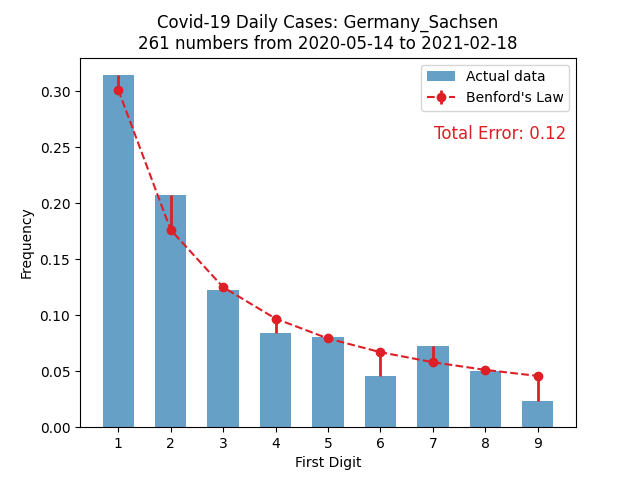 Covid-19 Daily Cases: Germany_Sachsen
261 numbers from 2020-05-14 to 2021-02-18
Actual data
Benford's Law
Total Error: 0.12
Frequency
0.30
0.25
0.20
0.15
0.10
0.05
0.00
1 2 3 4 5 6 7 8 9
First Digit